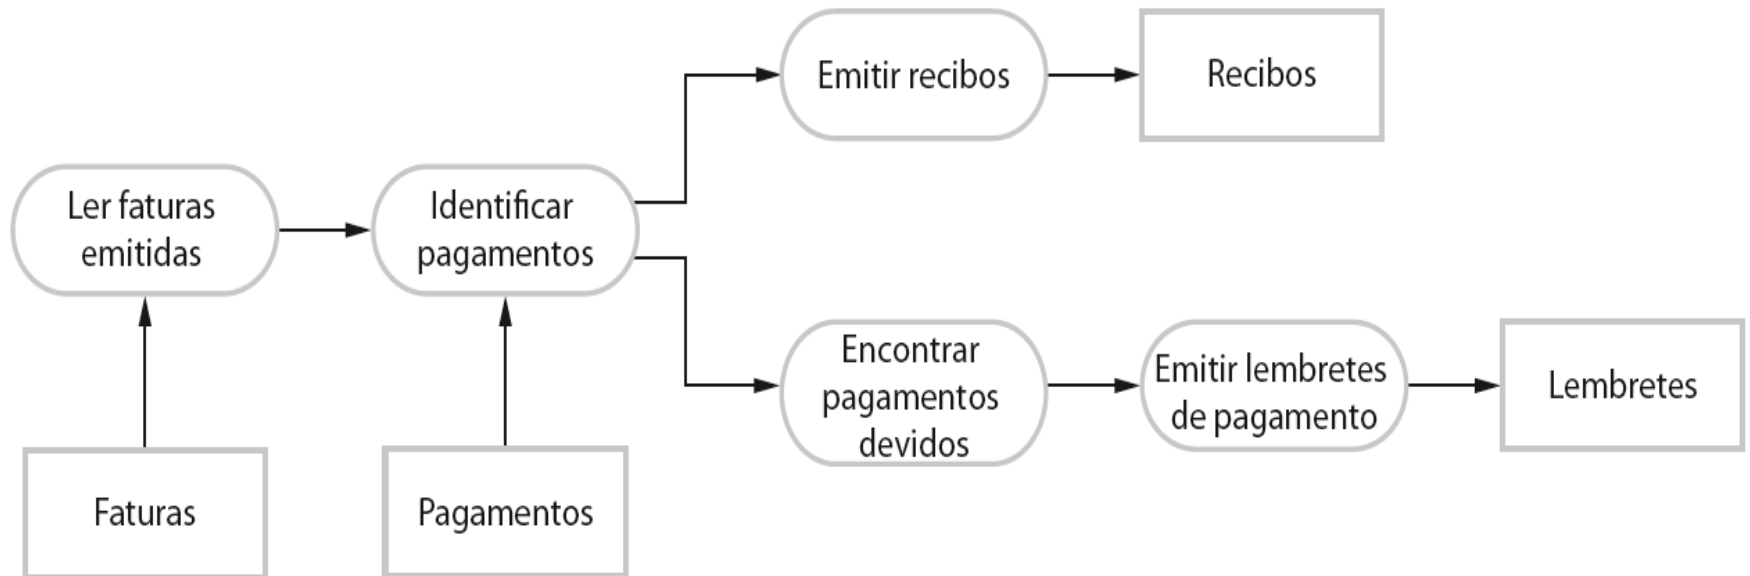 Emitir recibos
Recibos
Ler faturas
emitidas
Identificar
pagamentos
Encontrar
pagamentos
devidos
Emitir lembretes
de pagamento
Lembretes
Faturas
Pagamentos